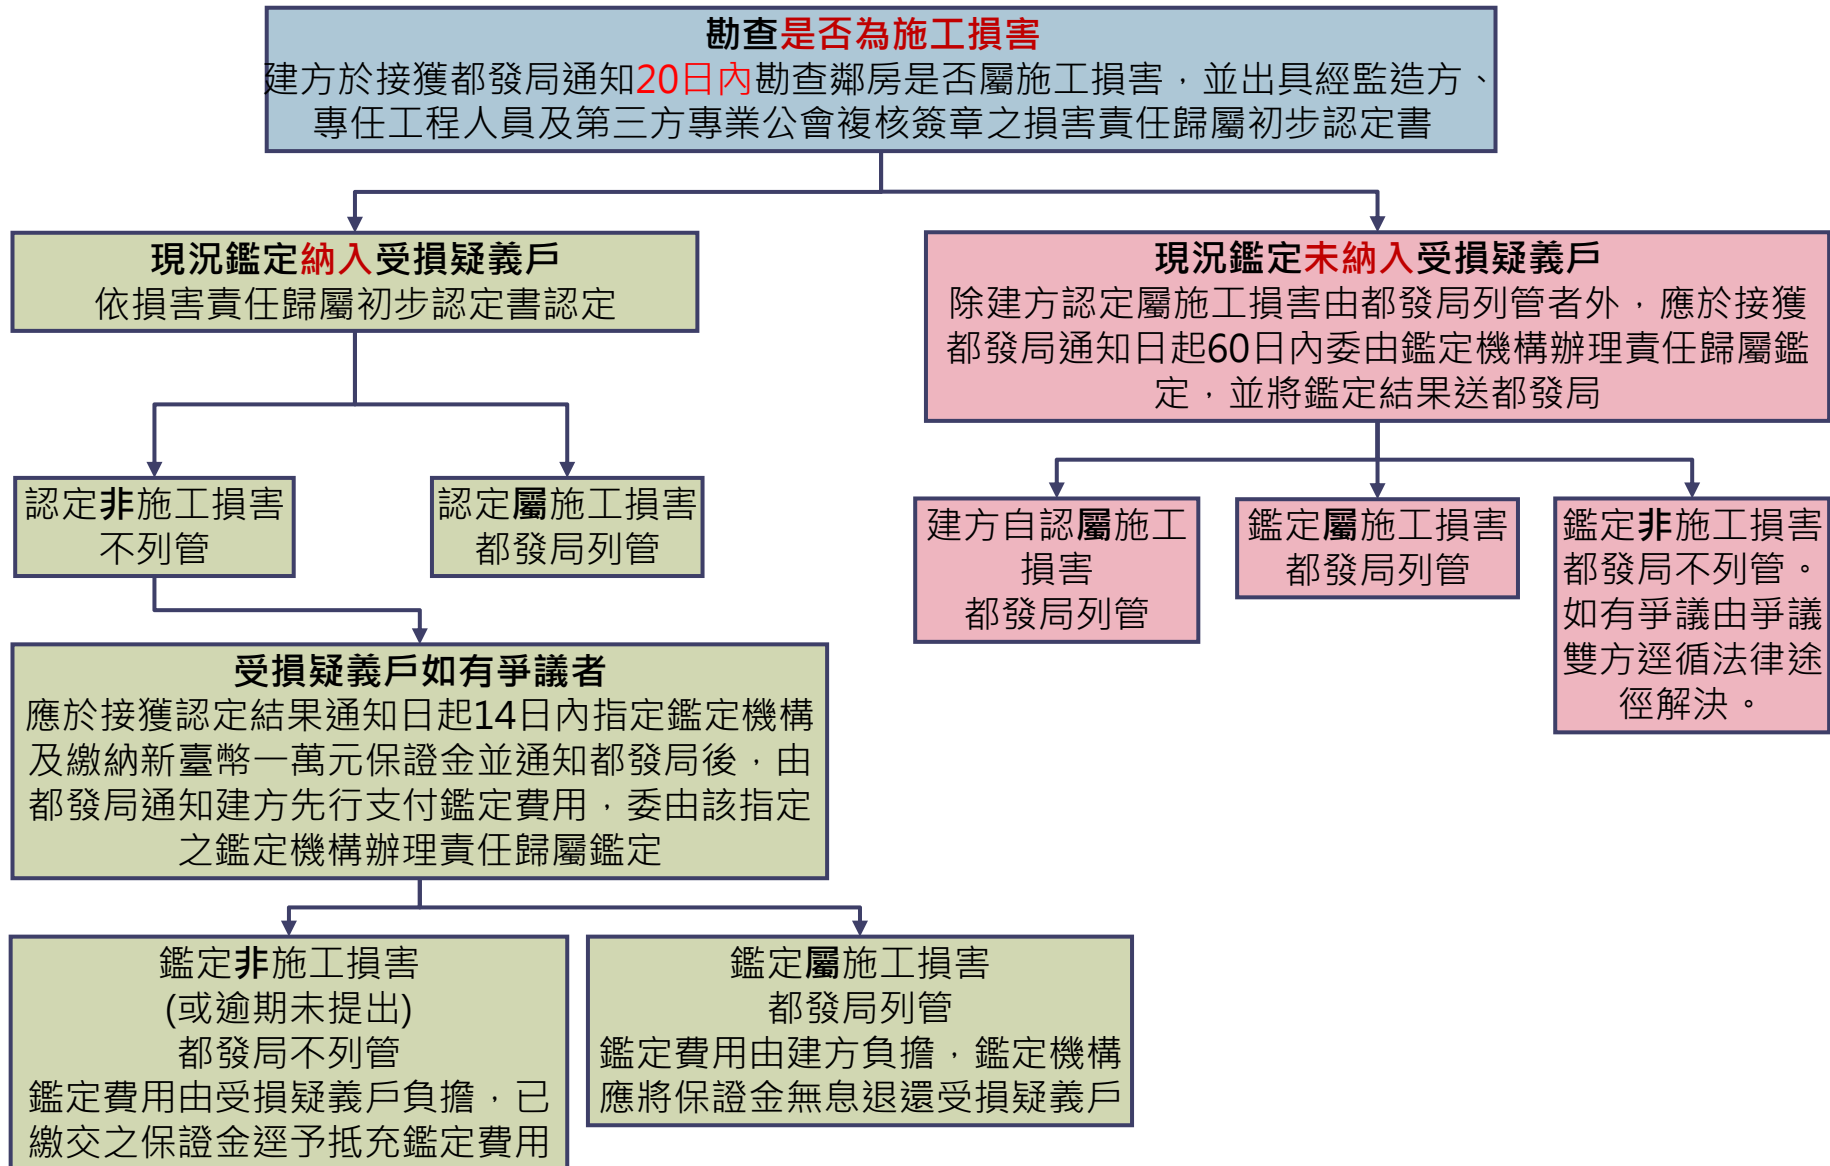 勘查是否為施工損害
建方於接獲都發局通知20日內勘查鄰房是否屬施工損害，並出具經監造方、
專任工程人員及第三方專業公會複核簽章之損害責任歸屬初步認定書
現況鑑定納入受損疑義戶
依損害責任歸屬初步認定書認定
現況鑑定未納入受損疑義戶
除建方認定屬施工損害由都發局列管者外，應於接獲
都發局通知日起60日內委由鑑定機構辦理責任歸屬鑑
定，並將鑑定結果送都發局
認定非施工損害
不列管
認定屬施工損害
都發局列管
建方自認屬施工
損害
都發局列管
鑑定屬施工損害
都發局列管
鑑定非施工損害
都發局不列管。
如有爭議由爭議
雙方逕循法律途
徑解決。
受損疑義戶如有爭議者
應於接獲認定結果通知日起14日內指定鑑定機構
及繳納新臺幣一萬元保證金並通知都發局後，由
都發局通知建方先行支付鑑定費用，委由該指定
之鑑定機構辦理責任歸屬鑑定
鑑定非施工損害
(或逾期未提出)
都發局不列管
鑑定費用由受損疑義戶負擔，已
繳交之保證金逕予抵充鑑定費用
鑑定屬施工損害
都發局列管
鑑定費用由建方負擔，鑑定機構
應將保證金無息退還受損疑義戶